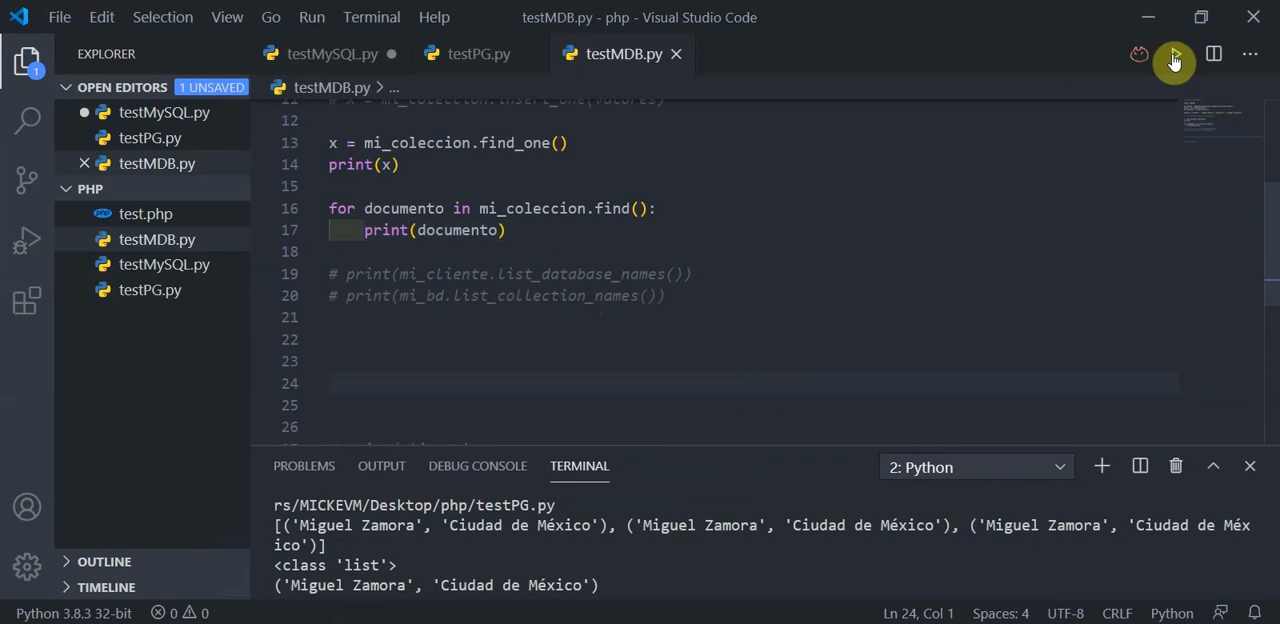 File Edit Selection View Go Run Terminal Help testMDB.py - php - Visual Studio Code
EXPLORER
testMySQL.py testPG.py testMDB.py
1
OPEN EDITORS 1 UNSAVED
testMySQL.py
testPG.py
testMDB.py
PHP
test.php
testMDB.py
testMySQL.py
testPG.py
OUTLINE
TIMELINE
testMDB.py > ...
11 # x = mi_coleccion.insert_one(valores)
12
13 x = mi_coleccion.find_one()
14 print(x)
15
16 for documento in mi_coleccion.find():
17 print(documento)
18
19 # print(mi_cliente.list_database_names())
20 # print(mi_bd.list_collection_names())
21
22
23
24
25
26
PROBLEMS OUTPUT DEBUG CONSOLE TERMINAL 2: Python
rs/MICKEVM/Desktop/php/testPG.py
[('Miguel Zamora', 'Ciudad de México'), ('Miguel Zamora', 'Ciudad de México'), ('Miguel Zamora', 'Ciudad de Méx
ico')]
<class 'list'>
('Miguel Zamora', 'Ciudad de México')
Python 3.8.3 32-bit 0 0 Ln 24, Col 1 Spaces: 4 UTF-8 CRLF Python